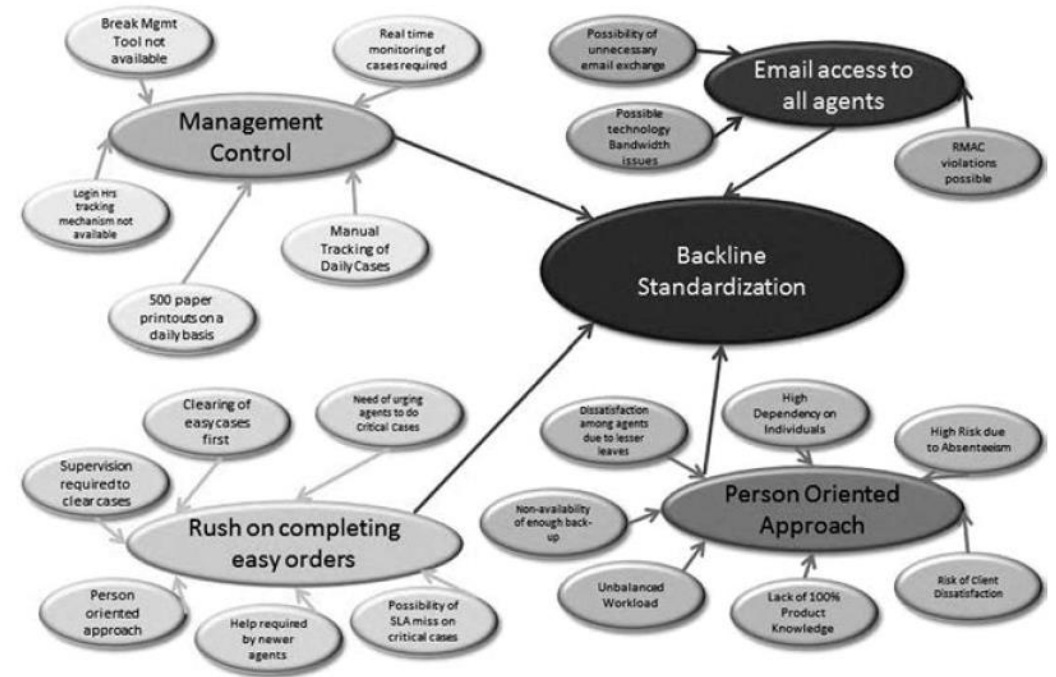 Break Mgmt
Tool not
available
Real time
monitoring of
cases required
Management
Control
Login Hrs
tracking
mechanism not
available
Manual
Tracking of
Daily Cases
500 paper
printouts on a
daily basis
Possibility of
unnecessary
email exchange
Email access to
all agents
Possible
technology
Bandwidth
issues
RMAC
violations
possible
Backline
Standardization
Clearing of
easy cases
first
Need of urging
agents to do
Critical Cases
Supervision
required to
clear cases
Rush on completing
easy orders
Person
oriented
approach
Help required
by newer
agents
Possibility of
SLA miss on
critical cases
Dissatisfaction
among agents
due to lesser
leaves
High
Dependency on
Individuals
High Risk due
to Absenteeism
Person Oriented
Approach
Non-availability
of enough back-
up
Unbalanced
Workload
Lack of 100%
Product
Knowledge
Risk of Client
Dissatisfaction